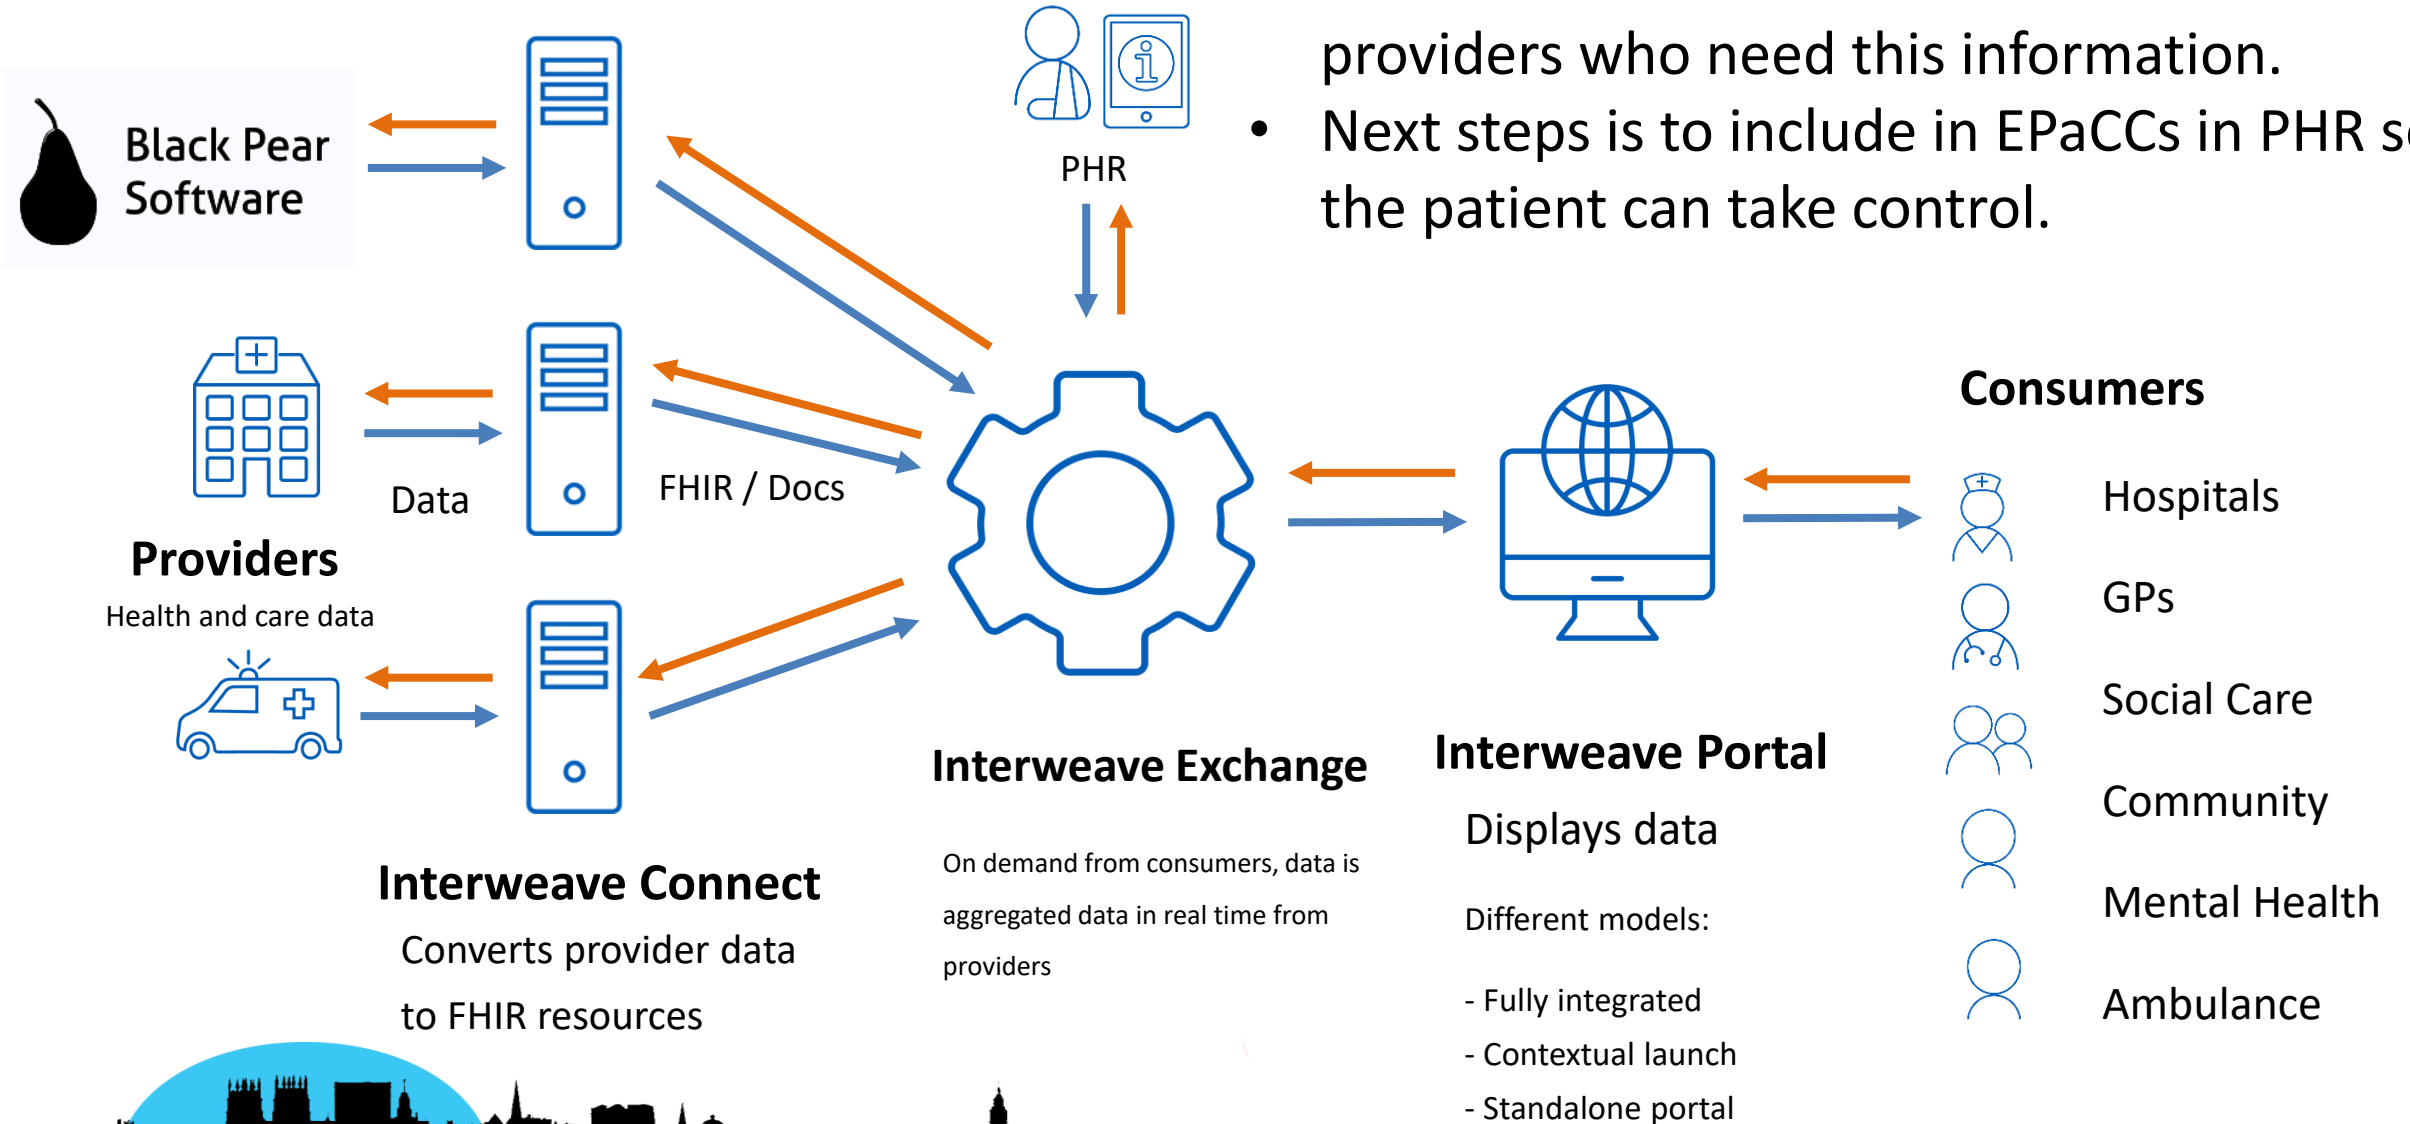 providers who need this information.
• Next steps is to include in EPaCCs in PHR
the patient can take control.
Black Pear
Software
PHR
Data
FHIR / Docs
Providers
Health and care data
Interweave Connect
Converts provider data
to FHIR resources
Interweave Exchange
On demand from consumers, data is
aggregated data in real time from
providers
Interweave Portal
Displays data
Different models:
- Fully integrated
- Contextual launch
- Standalone portal
Consumers
Hospitals
GPs
Social Care
Community
Mental Health
Ambulance